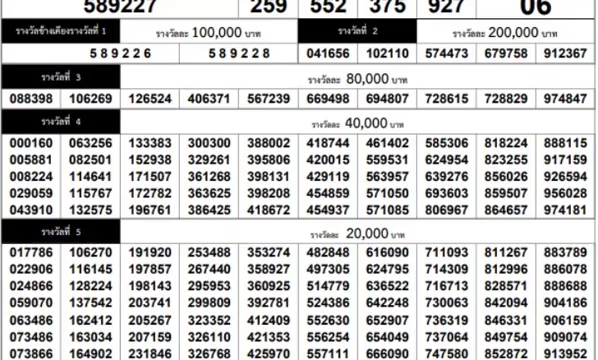 589227 259 552 375 927 06
รางวัลข้างเคียงรางวัลที่ 1 รางวัลละ 100,000 บาท รางวัลที่ 2 รางวัลละ 200,000 บาท
589226 589228 041656 102110 574473 679758 912367
รางวัลที่ 3 รางวัลละ 80,000 บาท
088398 106269 126524 406371 567239 669498 694807 728615 728829 974847
รางวัลที่ 4 รางวัลละ 40,000 บาท
000160 063256 133383 300300 388002 418744 461402 585306 818224 888115
005881 082501 152938 329261 395806 420015 559531 624954 823255 917159
008224 114641 171507 361268 398131 429119 563957 639276 856026 926594
029059 115767 172782 363625 398208 454859 571050 693603 859507 956028
043910 132575 196761 386425 418672 454937 571085 806967 864657 974181
รางวัลที่ 5 รางวัลละ 20,000 บาท
017786 106270 191920 253488 353274 482848 616090 711093 811267 883789
022906 116145 197857 267440 358927 497305 624795 714309 812996 886078
024866 128224 198143 295953 360925 514779 636522 716713 828571 888688
059070 137542 203741 299809 392781 524386 642248 730063 842094 904186
063486 162412 205267 323352 412409 552630 652907 736319 846331 906159
073353 163034 207159 326110 421353 556254 654049 737064 849754 909074
073866 164902 231846 326768 425970 557111 666090 747580 852872